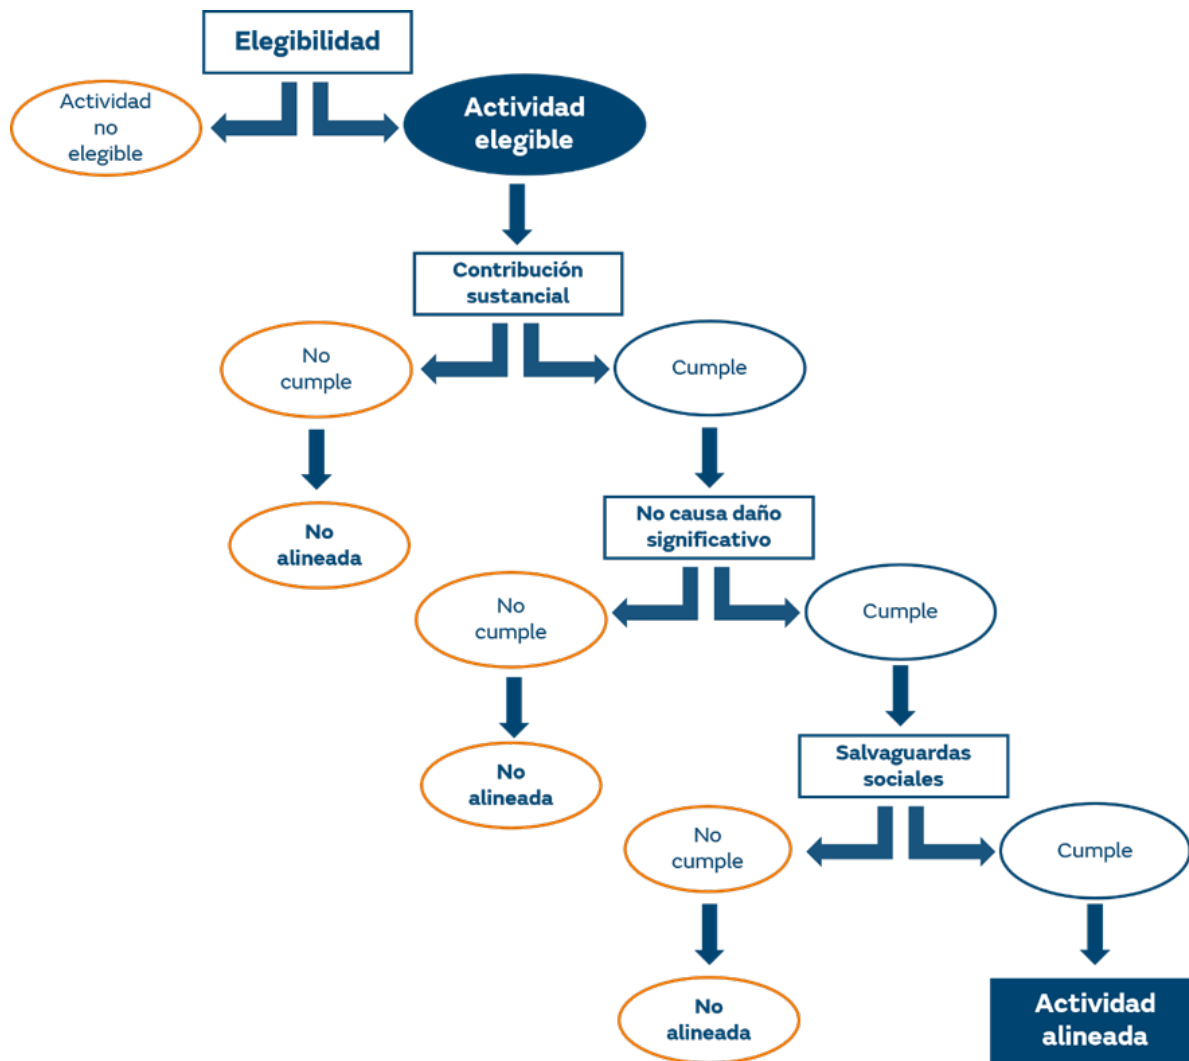 Elegibilidad
Actividad
no
elegible
Actividad
elegible
Contribución
sustancial
No
cumple
Cumple
No
alineada
No causa daño
significativo
No
cumple
Cumple
No
alineada
Salvaguardas
sociales
No
cumple
Cumple
No
alineada
Actividad
alineada